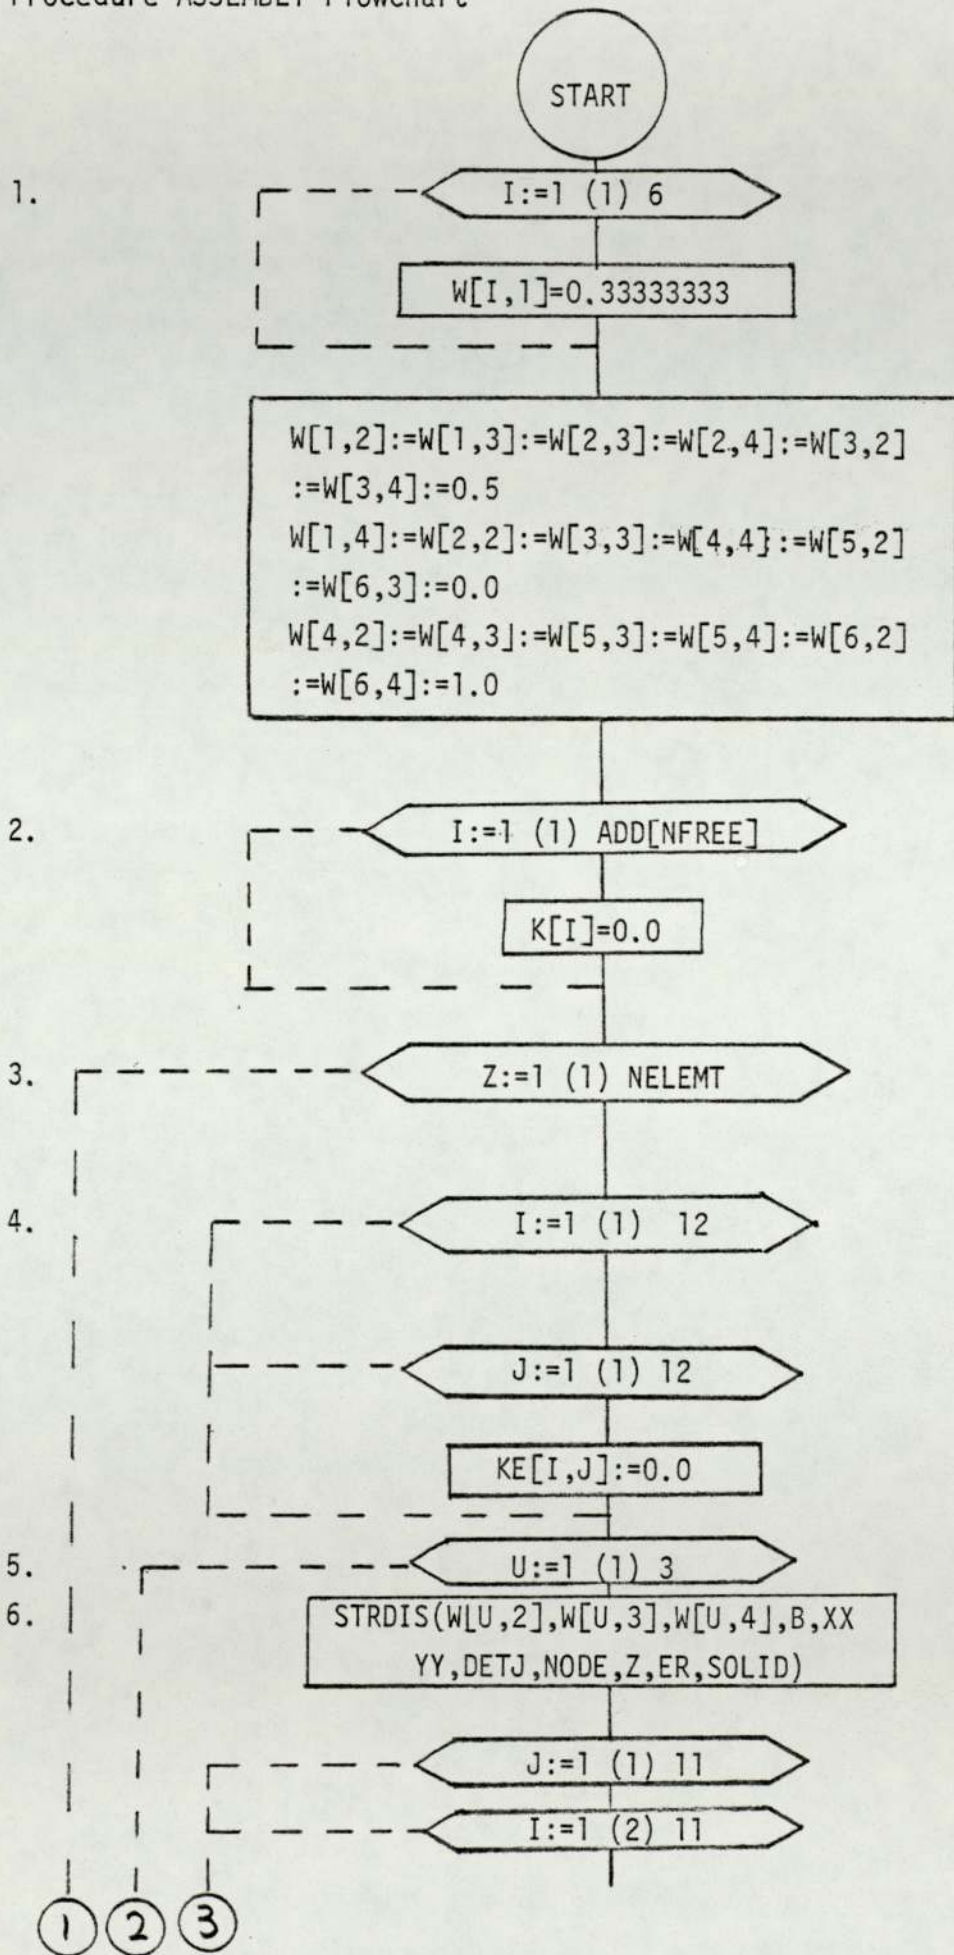 Procedure ASSEMBLY Flowchart
START
1.
I:=1 (1) 6
W[I,1]=0.33333333
W[1,2]:=W[1,3]:=W[2,3]:=W[2,4]:=W[3,2]
:=W[3,4]:=0.5
W[1,4]:=W[2,2]:=W[3,3]:=W[4,4}:=W[5,2]
:=W[6,3]:=0.0
W[4,2]:=W[4,3]:=W[5,3]:=W[5,4]:=W[6,2]
:=W[6,4]:=1.0
2.
I:=1 (1) ADD[NFREE]
K[I]=0.0
3.
Z:=1 (1) NELEMT
4.
I:=1 (1) 12
J:=1 (1) 12
KE[I,J]:=0.0
5.
U:=1 (1) 3
6.
STRDIS(W[U,2],W[U,3],W[U,4],B,XX
YY,DETJ,NODE,Z,ER,SOLID)
J:=1 (1) 11
I:=1 (2) 11
1 2 3